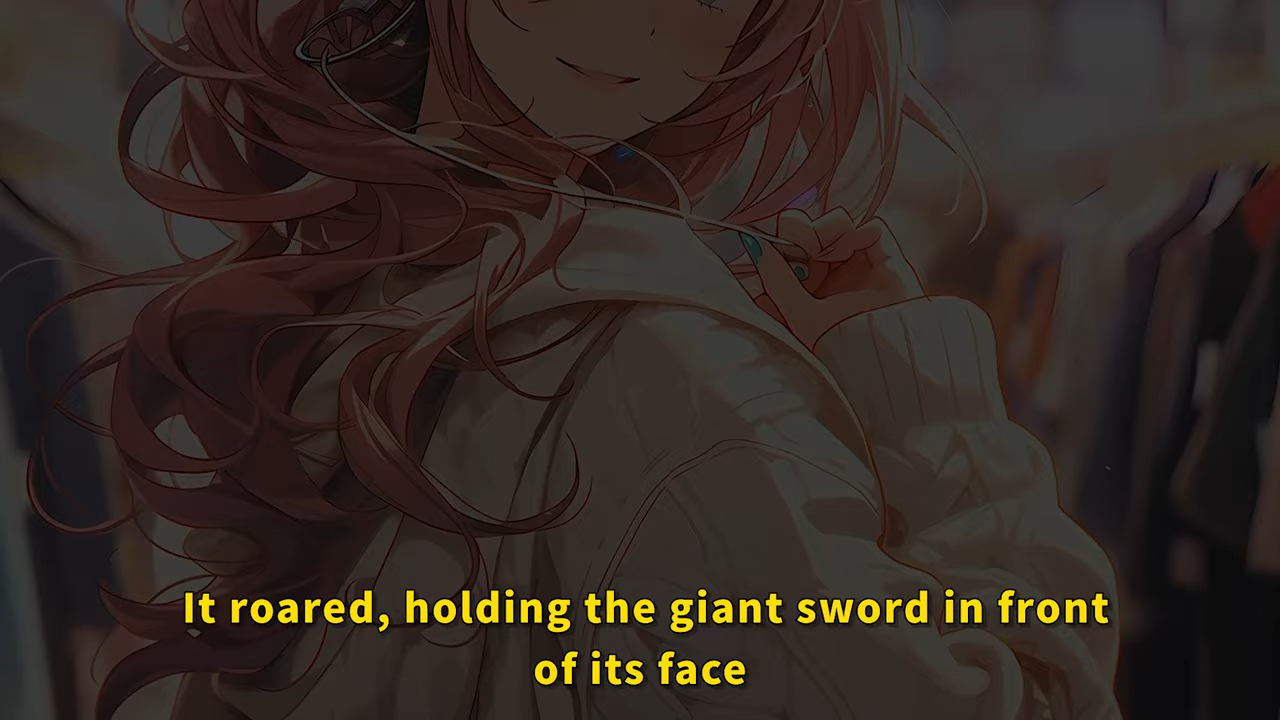 It roared, holding the giant sword in front
of its face